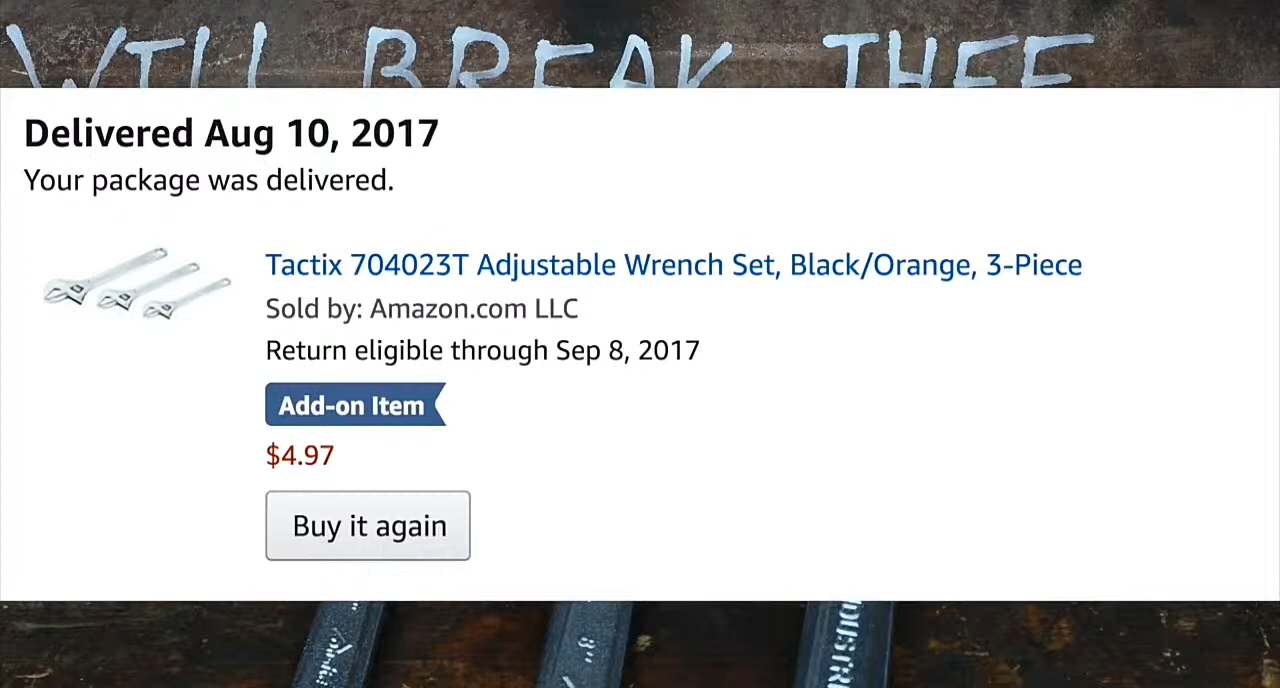 WILL BREAK THEE
Delivered Aug 10, 2017
Your package was delivered.
Tactix 704023T Adjustable Wrench Set, Black/Orange, 3-Piece
Sold by: Amazon.com LLC
Return eligible through Sep 8, 2017
Add-on Item
$4.97
Buy it again
8"